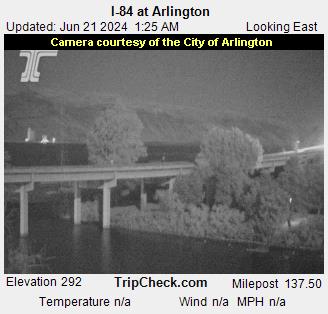 I-84 at Arlington
Updated: Jun 21 2024 1:25 AM Looking East
Camera courtesy of the City of Arlington
Elevation 292 TripCheck.com Milepost 137.50
Temperature n/a Wind n/a MPH n/a